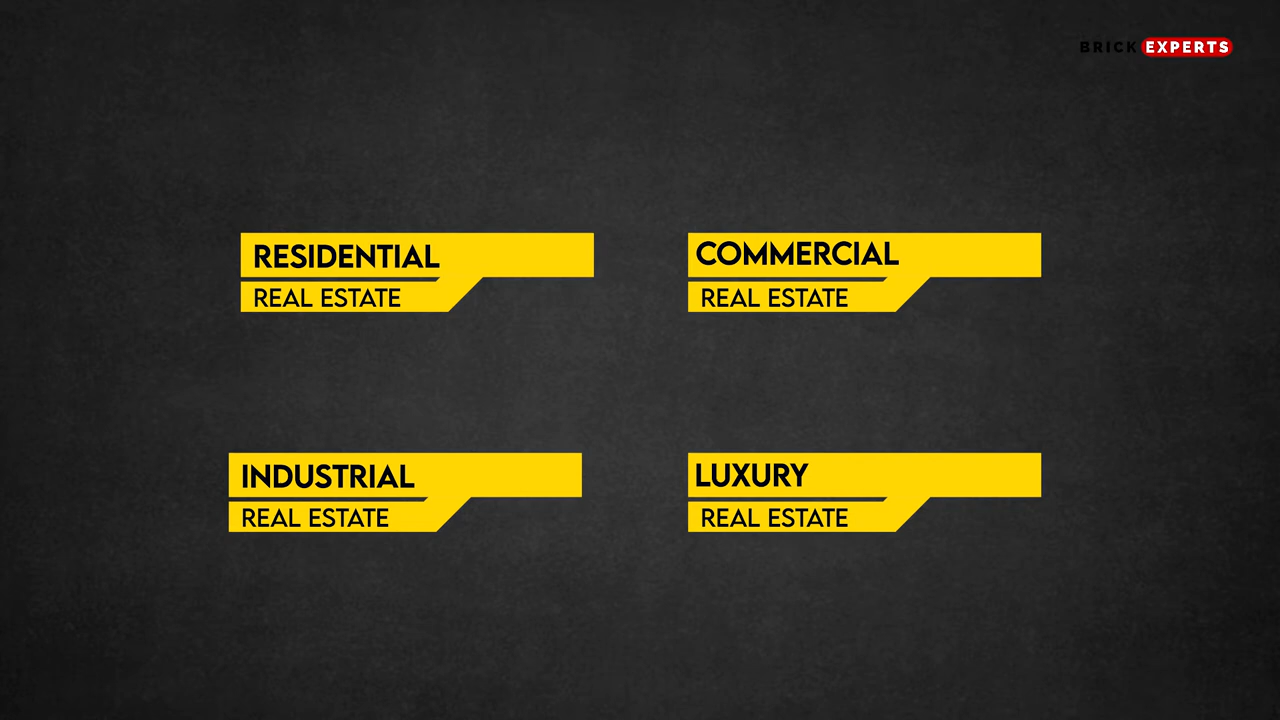 BRICK EXPERTS
RESIDENTIAL
REAL ESTATE
COMMERCIAL
REAL ESTATE
INDUSTRIAL
REAL ESTATE
LUXURY
REAL ESTATE